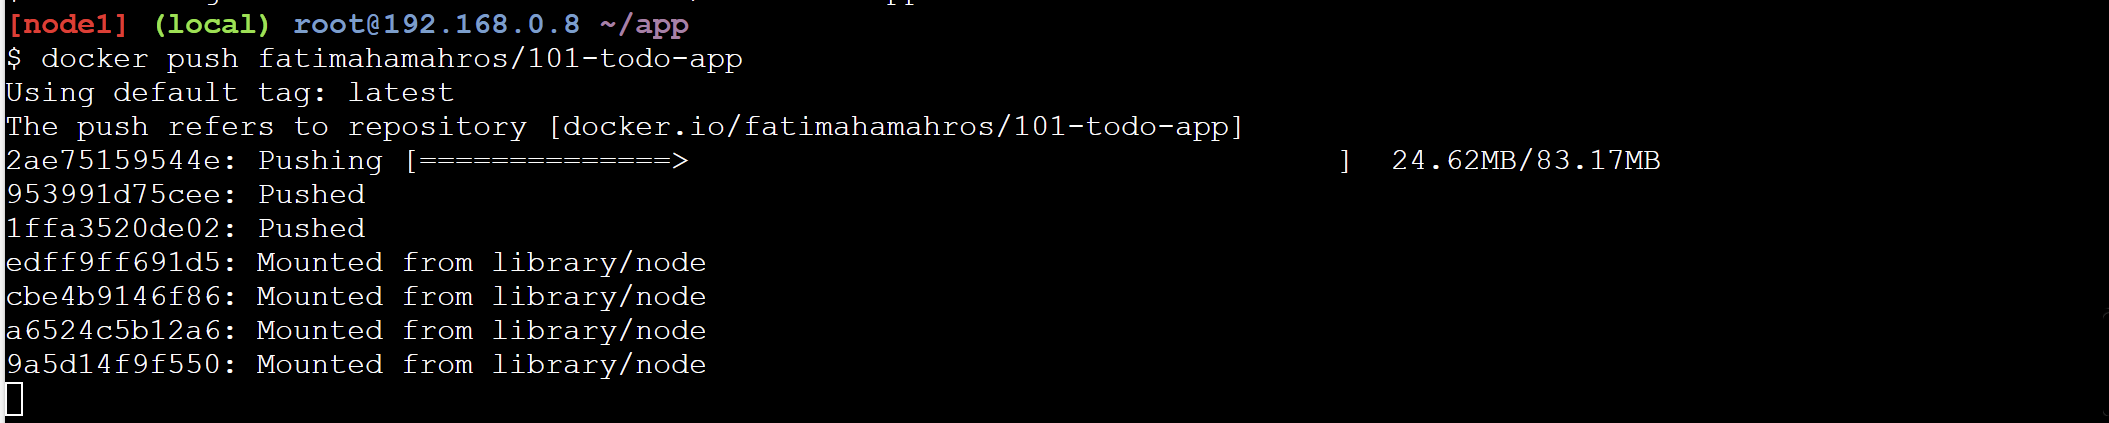 [node1] (local) root@192.168.0.8 ~/app
$ docker push fatimahamahros/101-todo-app
Using default tag: latest
The push refers to repository [docker.io/fatimahamahros/101-todo-app]
2ae75159544e: Pushing [==============>                                    ]  24.62MB/83.17MB
953991d75cee: Pushed
1ffa3520de02: Pushed
edff9ff691d5: Mounted from library/node
cbe4b9146f86: Mounted from library/node
a6524c5b12a6: Mounted from library/node
9a5d14f9f550: Mounted from library/node